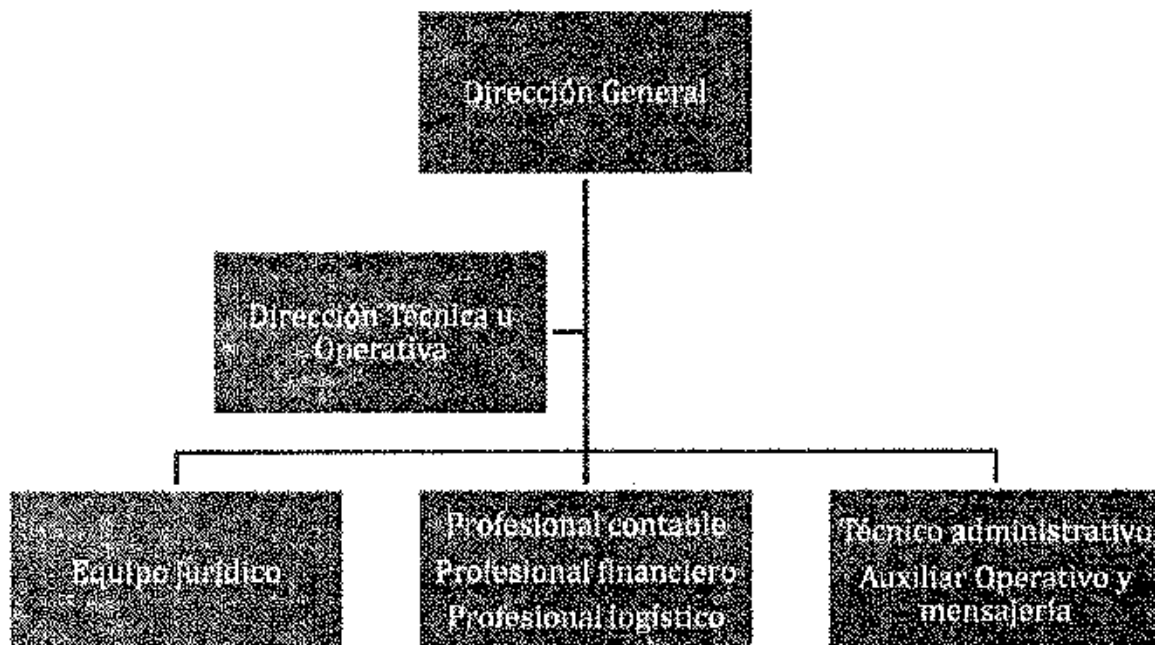 Dirección General
Dirección Técnica u
Operativa
Equipo jurídico
Profesional contable
Profesional financiero
Profesional logístico
Técnico administrativo
Auxiliar Operativo y
mensajería